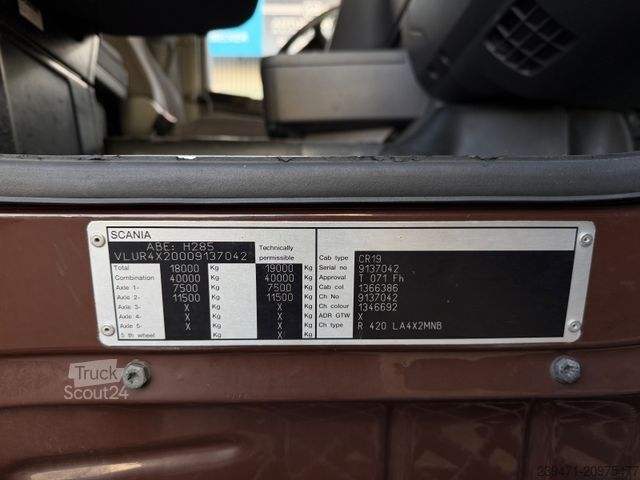 SCANIA
ABE: H285
VLUR4X20009137042
Technically
permissible
Total 18000 Kg 19000 Kg
Combination 40000 Kg 40000 Kg
Axle 1- 7500 Kg 7500 Kg
Axle 2- 11500 Kg 11500 Kg
Axle 3- X Kg X Kg
Axle 4- X Kg X Kg
Axle 5- X Kg X Kg
5 th wheel Kg Kg
Cab type CR19
Serial no 9137042
Approval T 071 Fh
Cab col 1366386
Ch No 9137042
Ch colour 1346692
ADR GTW X
Ch type R 420 LA4X2MNB
Truck
Scout24
239471-20975477